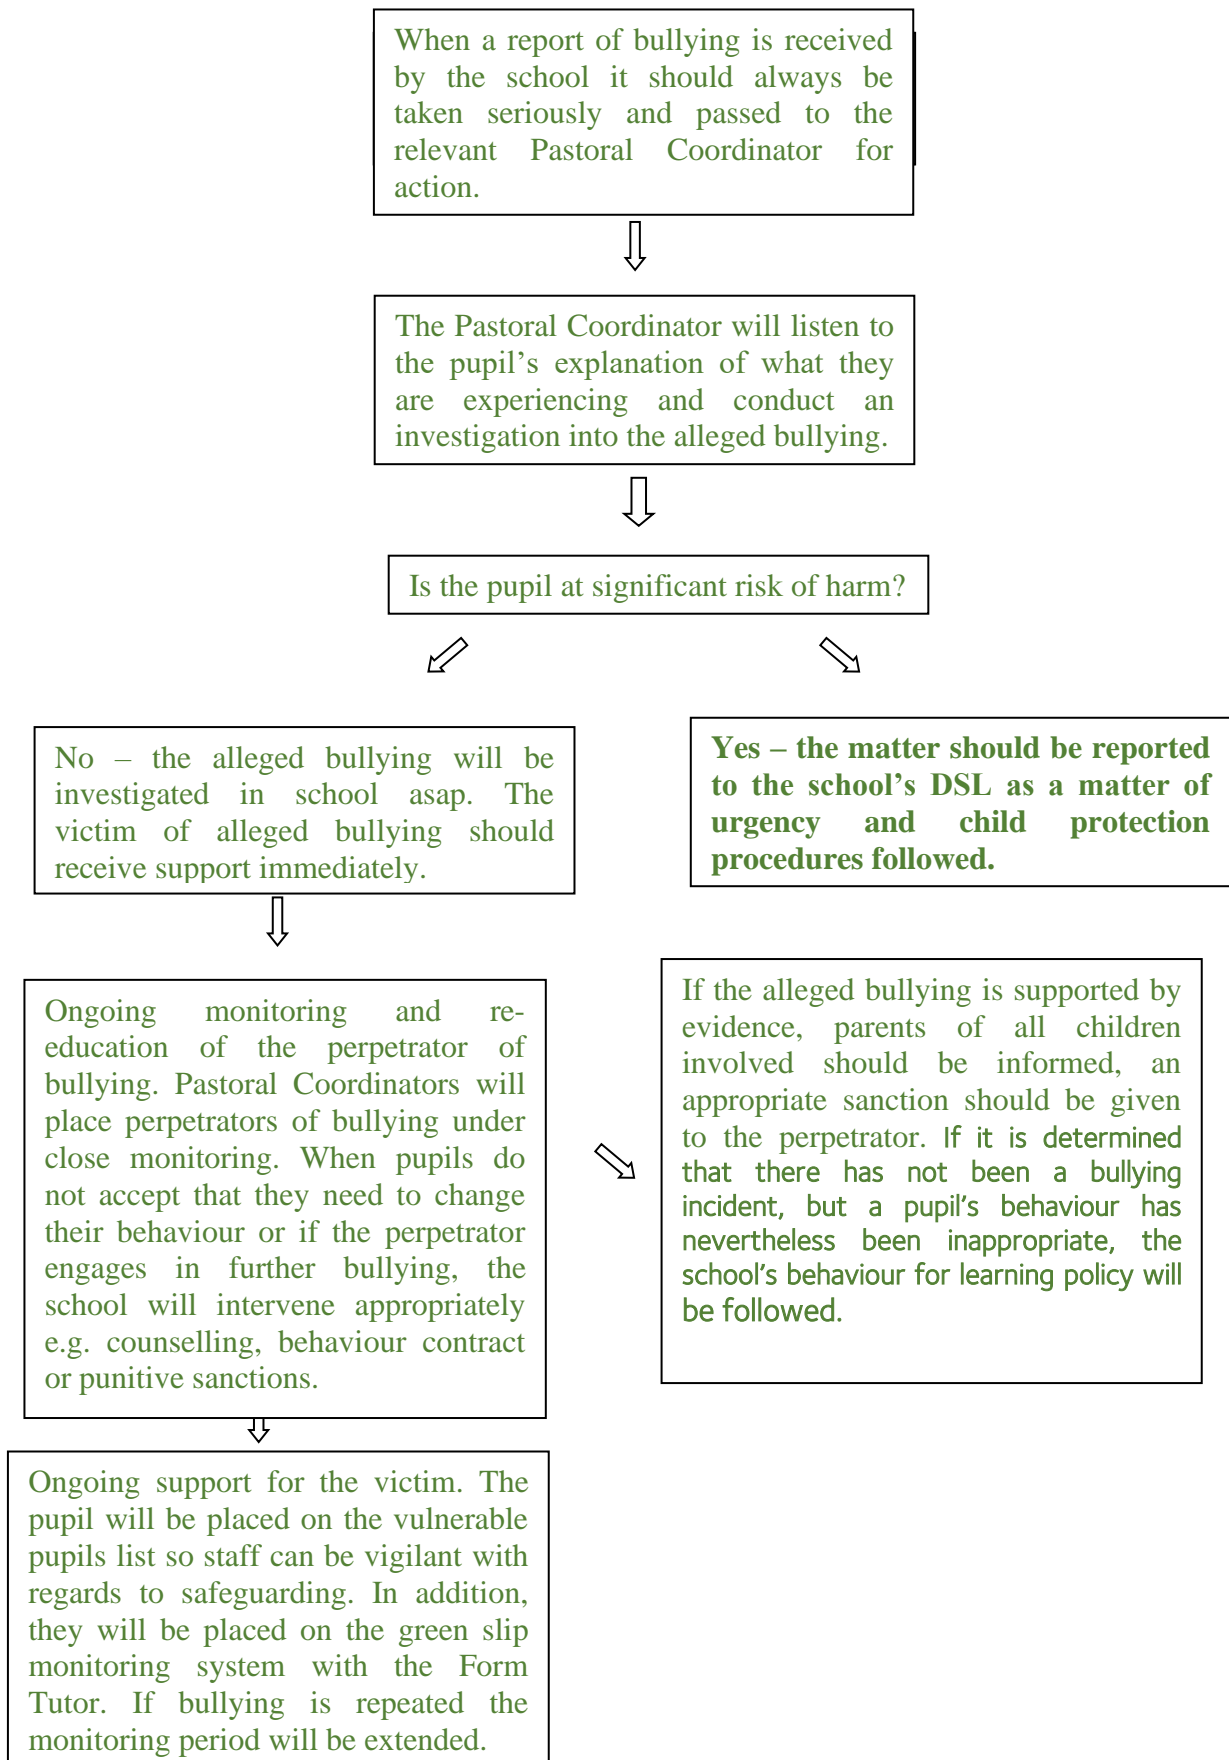 When a report of bullying is received
by the school it should always be
taken seriously and passed to the
relevant Pastoral Coordinator for
action.
The Pastoral Coordinator will listen to
the pupil’s explanation of what they
are experiencing and conduct an
investigation into the alleged bullying.
Is the pupil at significant risk of harm?
No – the alleged bullying will be
investigated in school asap. The
victim of alleged bullying should
receive support immediately.
Yes – the matter should be reported
to the school’s DSL as a matter of
urgency and child protection
procedures followed.
Ongoing monitoring and re-
education of the perpetrator of
bullying. Pastoral Coordinators will
place perpetrators of bullying under
close monitoring. When pupils do
not accept that they need to change
their behaviour or if the perpetrator
engages in further bullying, the
school will intervene appropriately
e.g. counselling, behaviour contract
or punitive sanctions.
If the alleged bullying is supported by
evidence, parents of all children
involved should be informed, an
appropriate sanction should be given
to the perpetrator. If it is determined
that there has not been a bullying
incident, but a pupil’s behaviour has
nevertheless been inappropriate, the
school’s behaviour for learning policy will
be followed.
Ongoing support for the victim. The
pupil will be placed on the vulnerable
pupils list so staff can be vigilant with
regards to safeguarding. In addition,
they will be placed on the green slip
monitoring system with the Form
Tutor. If bullying is repeated the
monitoring period will be extended.